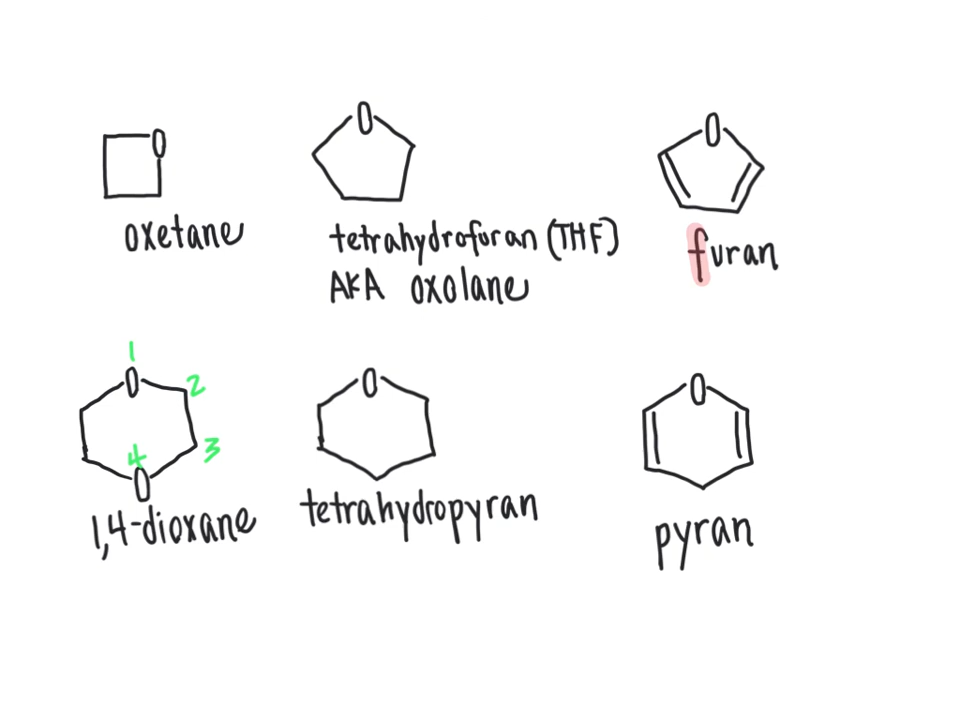 O
O
O
oxetane
tetrahydrofuran (THF)
AKA oxolane
furan
1
O
2
3
4
O
1,4-dioxane
O
tetrahydropyran
O
pyran